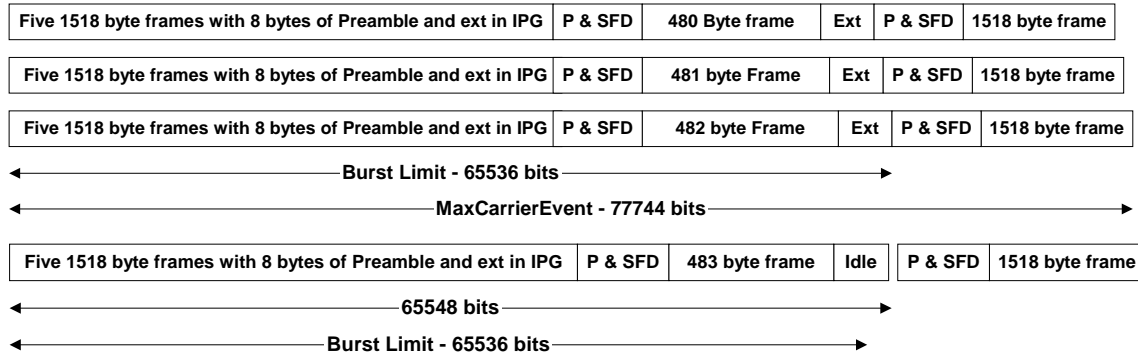 Five 1518 byte frames with 8 bytes of Preamble and ext in IPG P & SFD 480 Byte frame Ext P & SFD 1518 byte frame
Five 1518 byte frames with 8 bytes of Preamble and ext in IPG P & SFD 481 byte Frame Ext P & SFD 1518 byte frame
Five 1518 byte frames with 8 bytes of Preamble and ext in IPG P & SFD 482 byte Frame Ext P & SFD 1518 byte frame
Burst Limit - 65536 bits
MaxCarrierEvent - 77744 bits
Five 1518 byte frames with 8 bytes of Preamble and ext in IPG P & SFD 483 byte frame Idle P & SFD 1518 byte frame
65548 bits
Burst Limit - 65536 bits